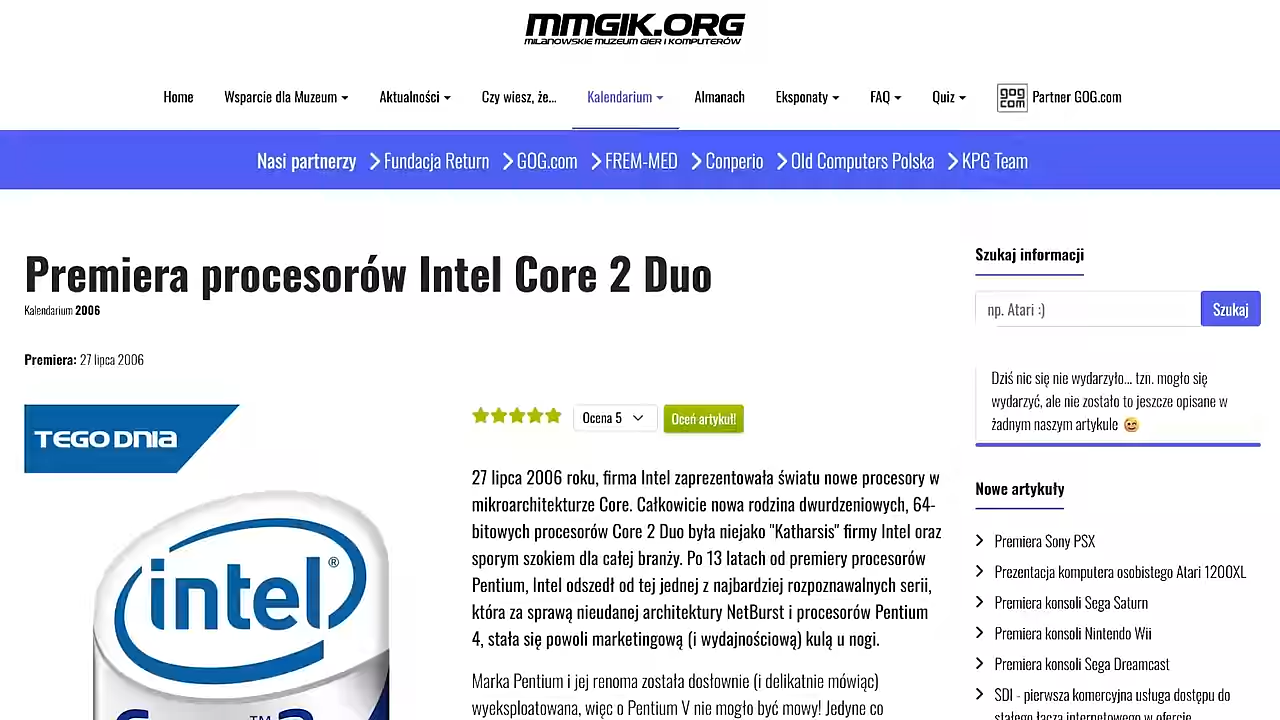 MMGIK.ORG
MILANOWSKIE MUZEUM GIER I KOMPUTERÓW
Home Wsparcie dla Muzeum Aktualności Czy wiesz, że... Kalendarium Almanach Eksponaty FAQ Quiz gog com Partner GOG.com
Nasi partnerzy Fundacja Return GOG.com FREM-MED Conperio Old Computers Polska KPG Team
Premiera procesorów Intel Core 2 Duo
Kalendarium 2006
Premiera: 27 lipca 2006
TEGO DNIA
intel®
™2
Ocena 5 Oceń artykuł!
27 lipca 2006 roku, firma Intel zaprezentowała światu nowe procesory w
mikroarchitekturze Core. Całkowicie nowa rodzina dwurdzeniowych, 64-
bitowych procesorów Core 2 Duo była niejako "Katharsis" firmy Intel oraz
sporym szokiem dla całej branży. Po 13 latach od premiery procesorów
Pentium, Intel odszedł od tej jednej z najbardziej rozpoznawalnych serii,
która za sprawą nieudanej architektury NetBurst i procesorów Pentium
4, stała się powoli marketingową (i wydajnościową) kulą u nogi.
Marka Pentium i jej renoma została dosłownie (i delikatnie mówiąc)
wyeksploatowana, więc o Pentium V nie mogło być mowy! Jedyne co
Szukaj informacji
np. Atari :) Szukaj
Dziś nic się nie wydarzyło... tzn. mogło się
wydarzyć, ale nie zostało to jeszcze opisane w
żadnym naszym artykule 😅
Nowe artykuły
Premiera Sony PSX
Prezentacja komputera osobistego Atari 1200XL
Premiera konsoli Sega Saturn
Premiera konsoli Nintendo Wii
Premiera konsoli Sega Dreamcast
SDI - pierwsza komercyjna usługa dostępu do
stałego łącza internetowego w ofercie